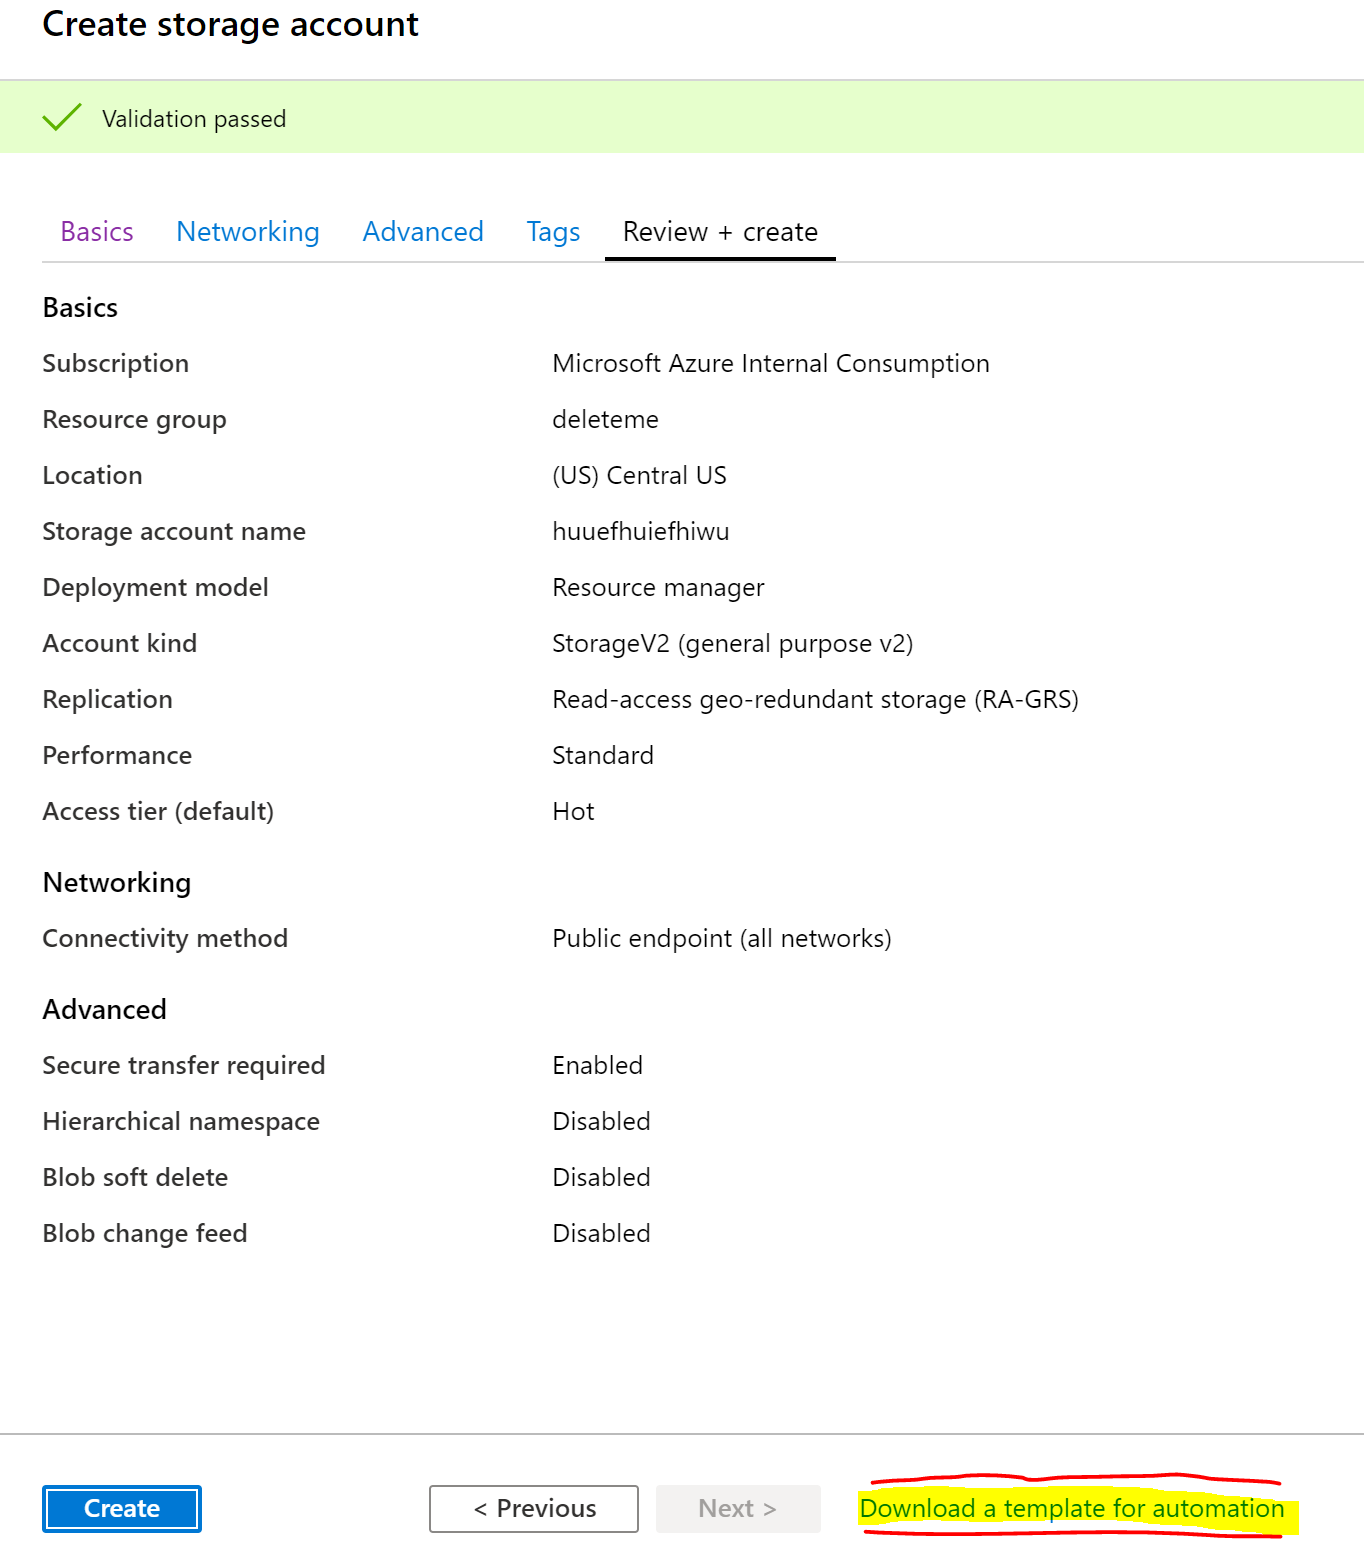 Create storage account
Validation passed
Basics Networking Advanced Tags Review + create
Basics
Subscription Microsoft Azure Internal Consumption
Resource group deleteme
Location (US) Central US
Storage account name huuefhuiefhiwu
Deployment model Resource manager
Account kind StorageV2 (general purpose v2)
Replication Read-access geo-redundant storage (RA-GRS)
Performance Standard
Access tier (default) Hot
Networking
Connectivity method Public endpoint (all networks)
Advanced
Secure transfer required Enabled
Hierarchical namespace Disabled
Blob soft delete Disabled
Blob change feed Disabled
Create < Previous Next > Download a template for automation